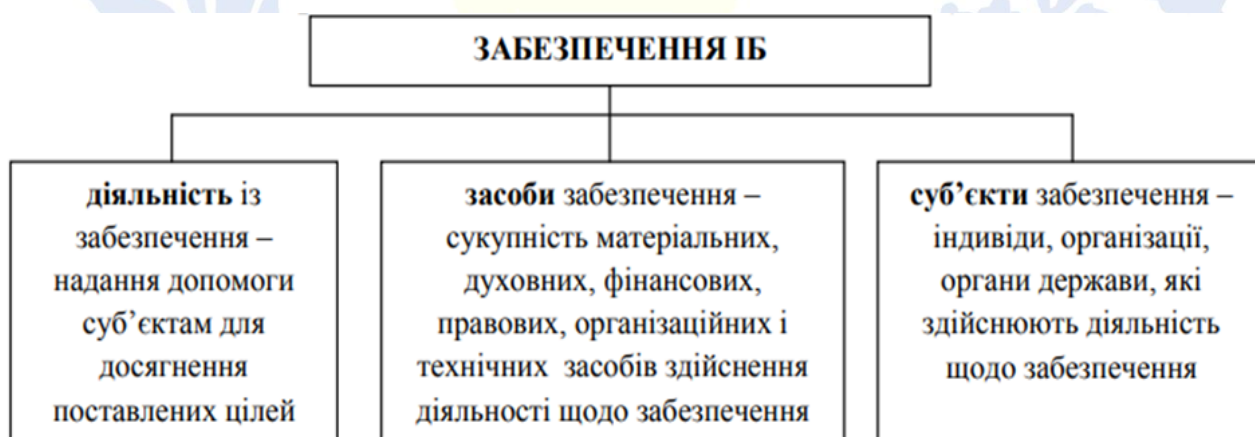 ЗАБЕЗПЕЧЕННЯ ІБ
діяльність із
забезпечення –
надання допомоги
суб’єктам для
досягнення
поставлених цілей
засоби забезпечення –
сукупність матеріальних,
духовних, фінансових,
правових, організаційних і
технічних засобів здійснення
діяльності щодо забезпечення
суб’єкти забезпечення –
індивіди, організації,
органи держави, які
здійснюють діяльність
щодо забезпечення